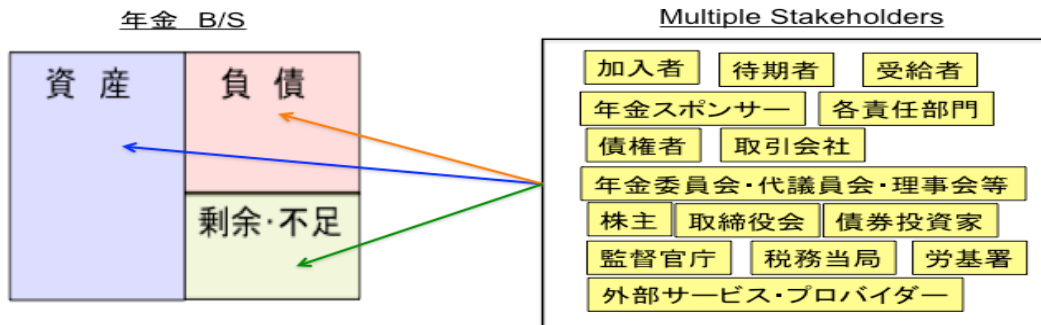 年金 B/S
資 産
負 債
剰余・不足
Multiple Stakeholders
加入者 待期者 受給者
年金スポンサー 各責任部門
債権者 取引会社
年金委員会・代議員会・理事会等
株主 取締役会 債券投資家
監督官庁 税務当局 労基署
外部サービス・プロバイダー